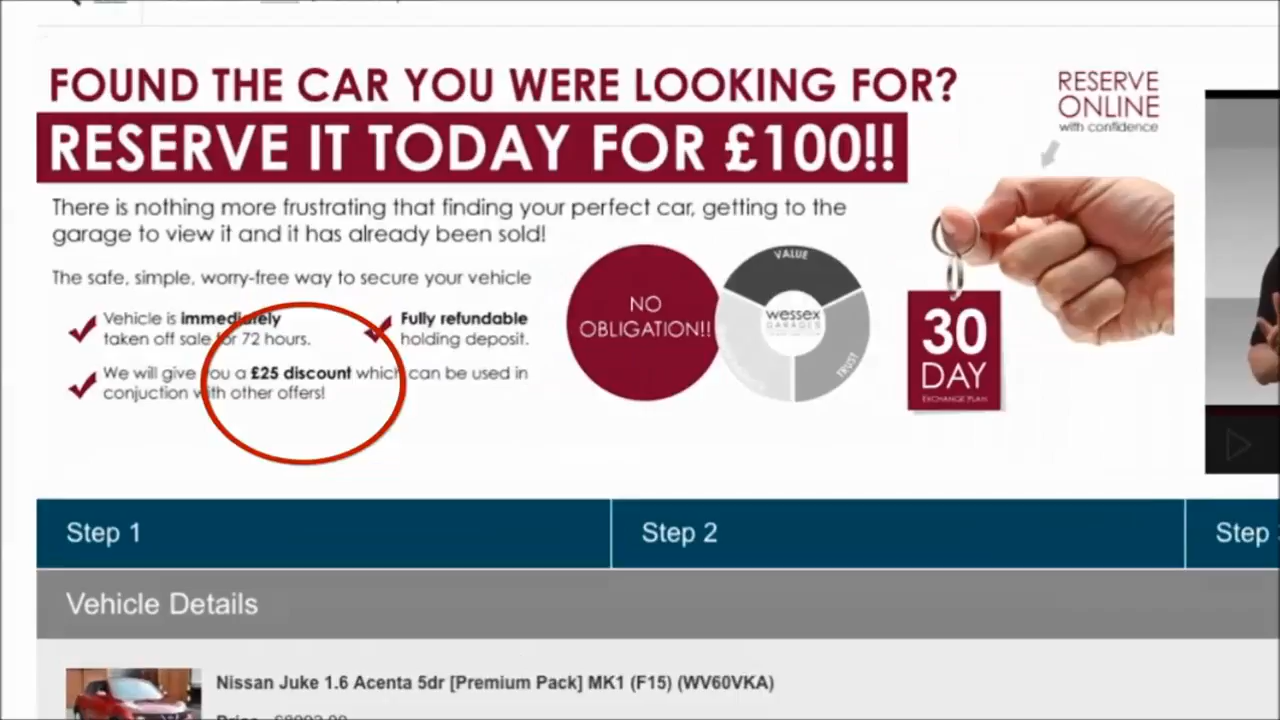 FOUND THE CAR YOU WERE LOOKING FOR?
RESERVE IT TODAY FOR £100!!
There is nothing more frustrating that finding your perfect car, getting to the
garage to view it and it has already been sold!
The safe, simple, worry-free way to secure your vehicle
Vehicle is immediately
taken off sale for 72 hours.
Fully refundable
holding deposit.
We will give you a £25 discount which can be used in
conjuction with other offers!
NO
OBLIGATION!!
VALUE
wessex
GARAGES
TRUST
RESERVE
ONLINE
with confidence
30
DAY
EXCHANGE PLAN
Step 1
Step 2
Step
Vehicle Details
Nissan Juke 1.6 Acenta 5dr [Premium Pack] MK1 (F15) (WV60VKA)